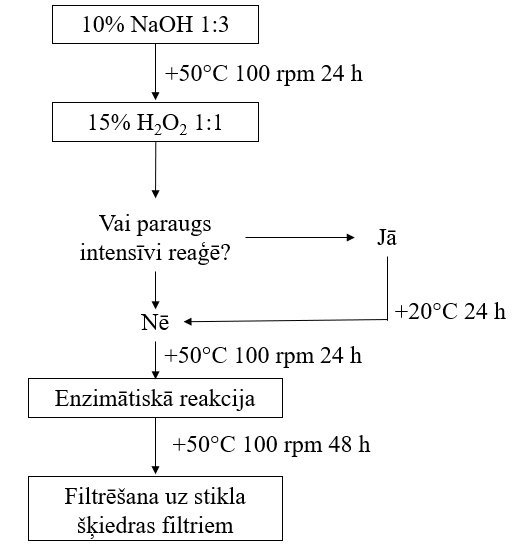 10% NaOH 1:3
+50°C 100 rpm 24 h
15% H₂O₂ 1:1
Vai paraugs
intensīvi reaģē?
Jā
+20°C 24 h
Nē
+50°C 100 rpm 24 h
Enzimātiskā reakcija
+50°C 100 rpm 48 h
Filtrēšana uz stikla
šķiedras filtriem